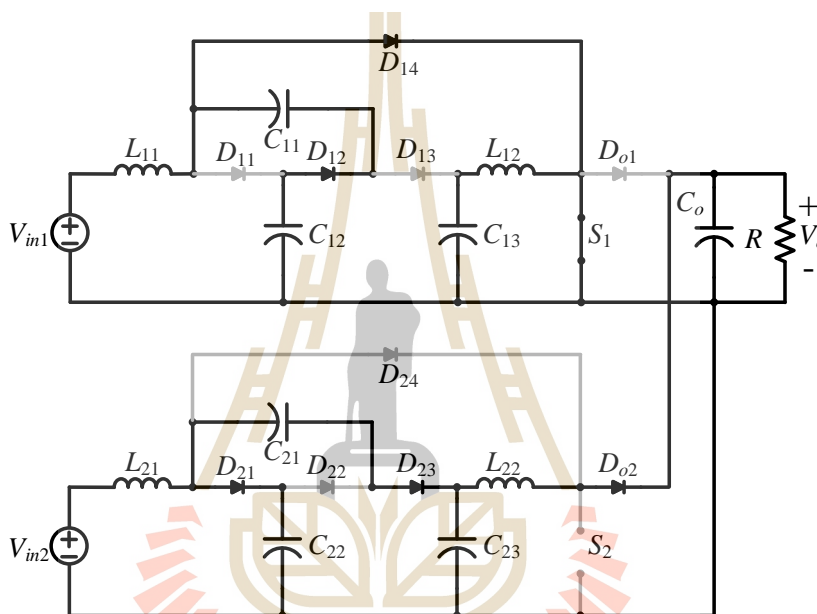 D14
C11
L11 D11 D12 D13 L12 Do1
Vin1 + - C12 C13 S1 Co R + V -
D24
C21
L21 D21 D22 D23 L22 Do2
Vin2 + - C22 C23 S2